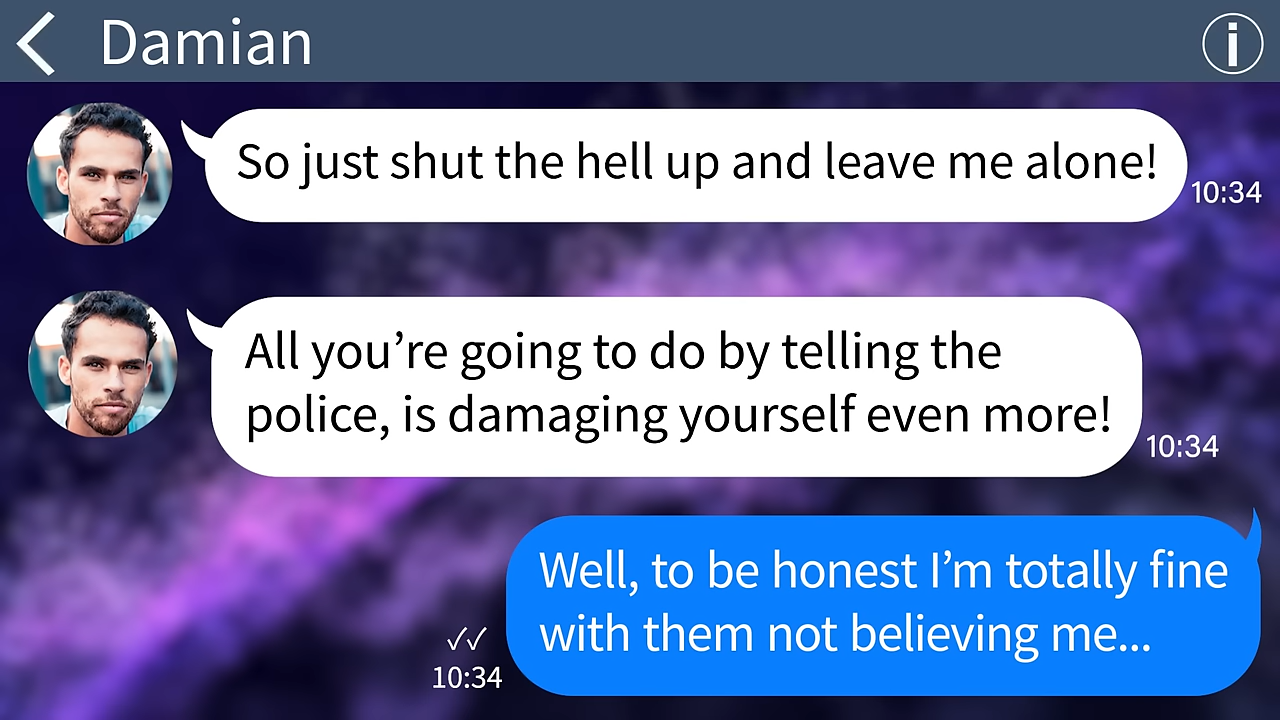 Damian
So just shut the hell up and leave me alone!
10:34
All you’re going to do by telling the
police, is damaging yourself even more!
10:34
Well, to be honest I’m totally fine
with them not believing me...
10:34